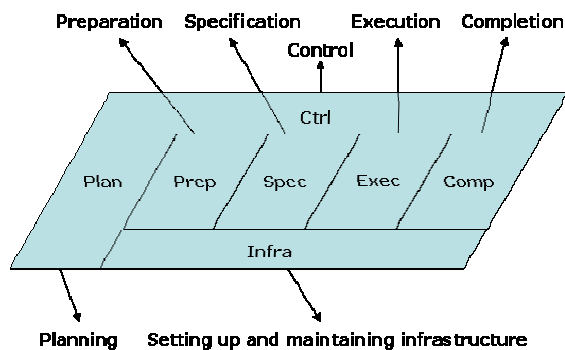 Preparation Specification Execution Completion
Control
Ctrl
Plan Prep Spec Exec Comp
Infra
Planning Setting up and maintaining infrastructure